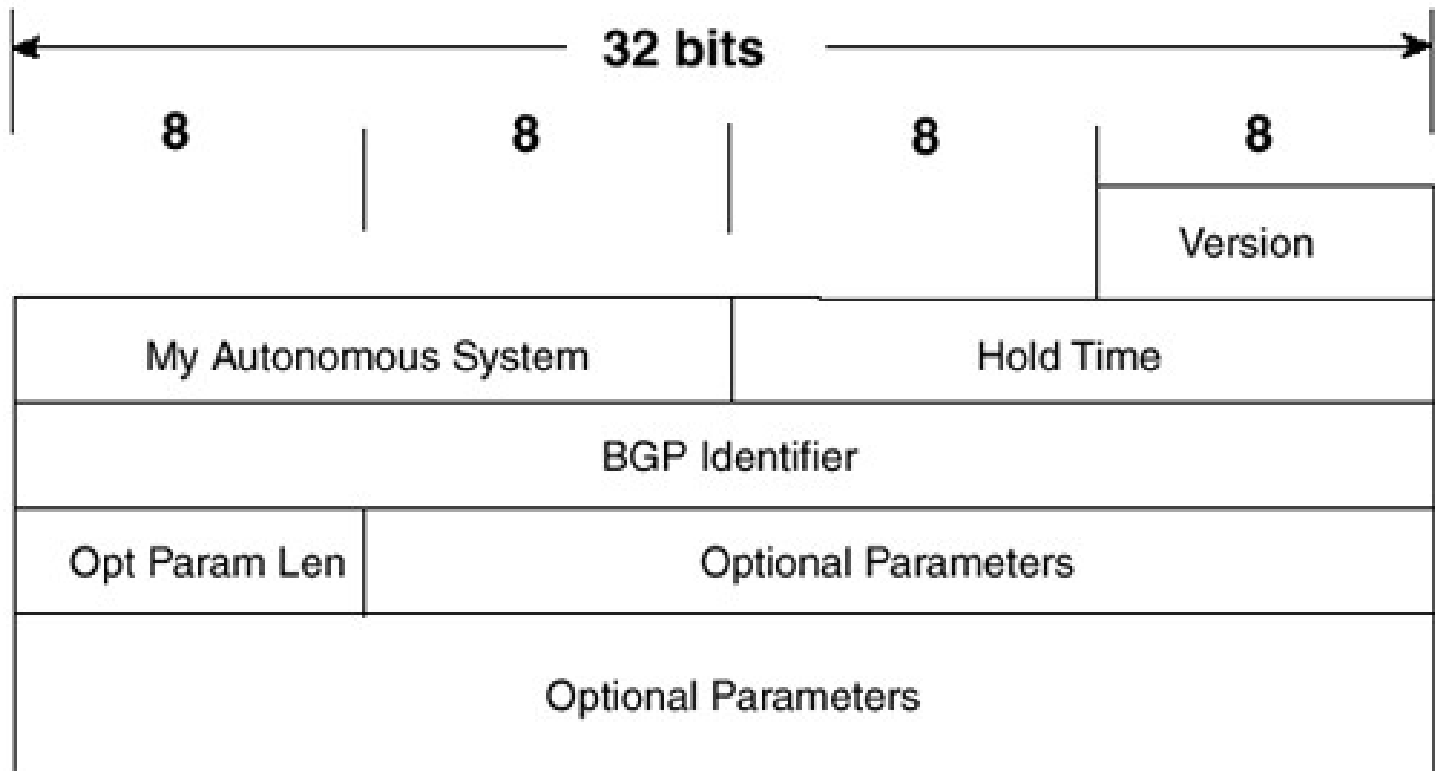 32 bits
8 8 8 8
Version
My Autonomous System Hold Time
BGP Identifier
Opt Param Len Optional Parameters
Optional Parameters